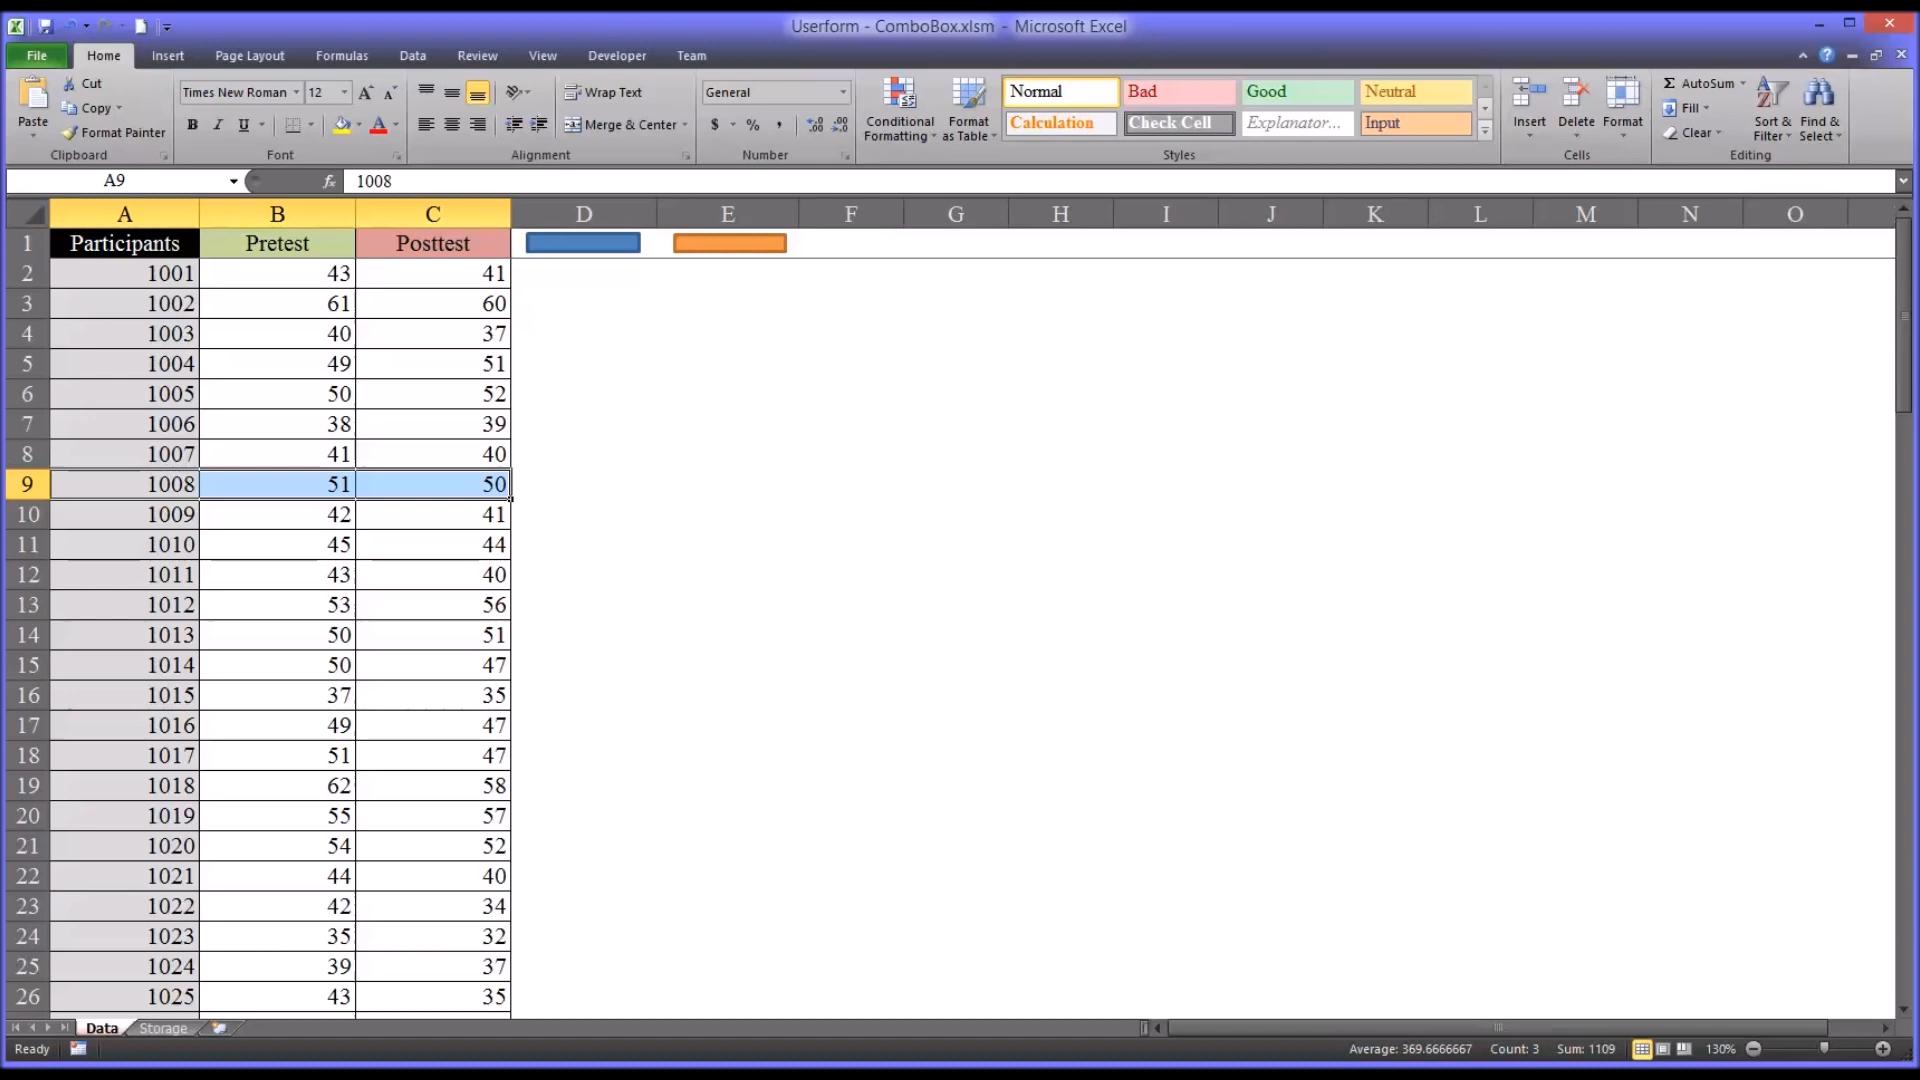 Userform - ComboBox.xlsm - Microsoft Excel
File Home Insert Page Layout Formulas Data Review View Developer Team
Paste
Cut
Copy
Format Painter
Clipboard
Times New Roman 12
B I U A
Font
Wrap Text
Merge & Center
Alignment
General
$ % ,
Number
Conditional Formatting
Format as Table
Normal Bad Good Neutral
Calculation Check Cell Explanator... Input
Styles
Insert Delete Format
Cells
Σ AutoSum
Fill
Clear
Sort & Filter
Find & Select
Editing
A9 fx 1008
A B C D E F G H I J K L M N O
1 Participants Pretest Posttest
2 1001 43 41
3 1002 61 60
4 1003 40 37
5 1004 49 51
6 1005 50 52
7 1006 38 39
8 1007 41 40
9 1008 51 50
10 1009 42 41
11 1010 45 44
12 1011 43 40
13 1012 53 56
14 1013 50 51
15 1014 50 47
16 1015 37 35
17 1016 49 47
18 1017 51 47
19 1018 62 58
20 1019 55 57
21 1020 54 52
22 1021 44 40
23 1022 42 34
24 1023 35 32
25 1024 39 37
26 1025 43 35
Data Storage
Ready Average: 369.6666667 Count: 3 Sum: 1109 130%